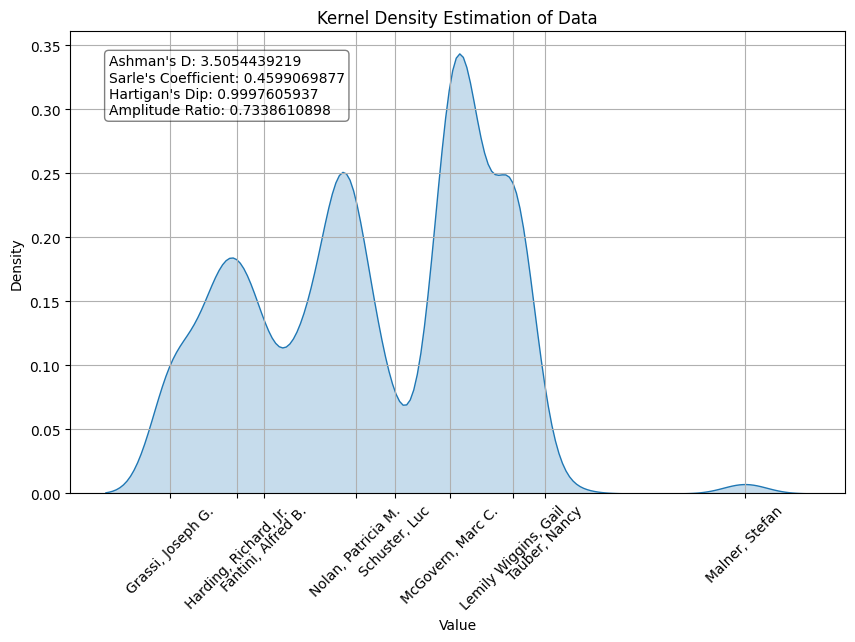 Kernel Density Estimation of Data
Ashman's D: 3.5054439219
Sarle's Coefficient: 0.4599069877
Hartigan's Dip: 0.9997605937
Amplitude Ratio: 0.7338610898
Density
0.35
0.30
0.25
0.20
0.15
0.10
0.05
0.00
Grassi, Joseph G.
Harding, Richard, Jr.
Fantini, Alfred B.
Nolan, Patricia M.
Schuster, Luc
McGovern, Marc C.
Lemily Wiggins, Gail
Tauber, Nancy
Malner, Stefan
Value